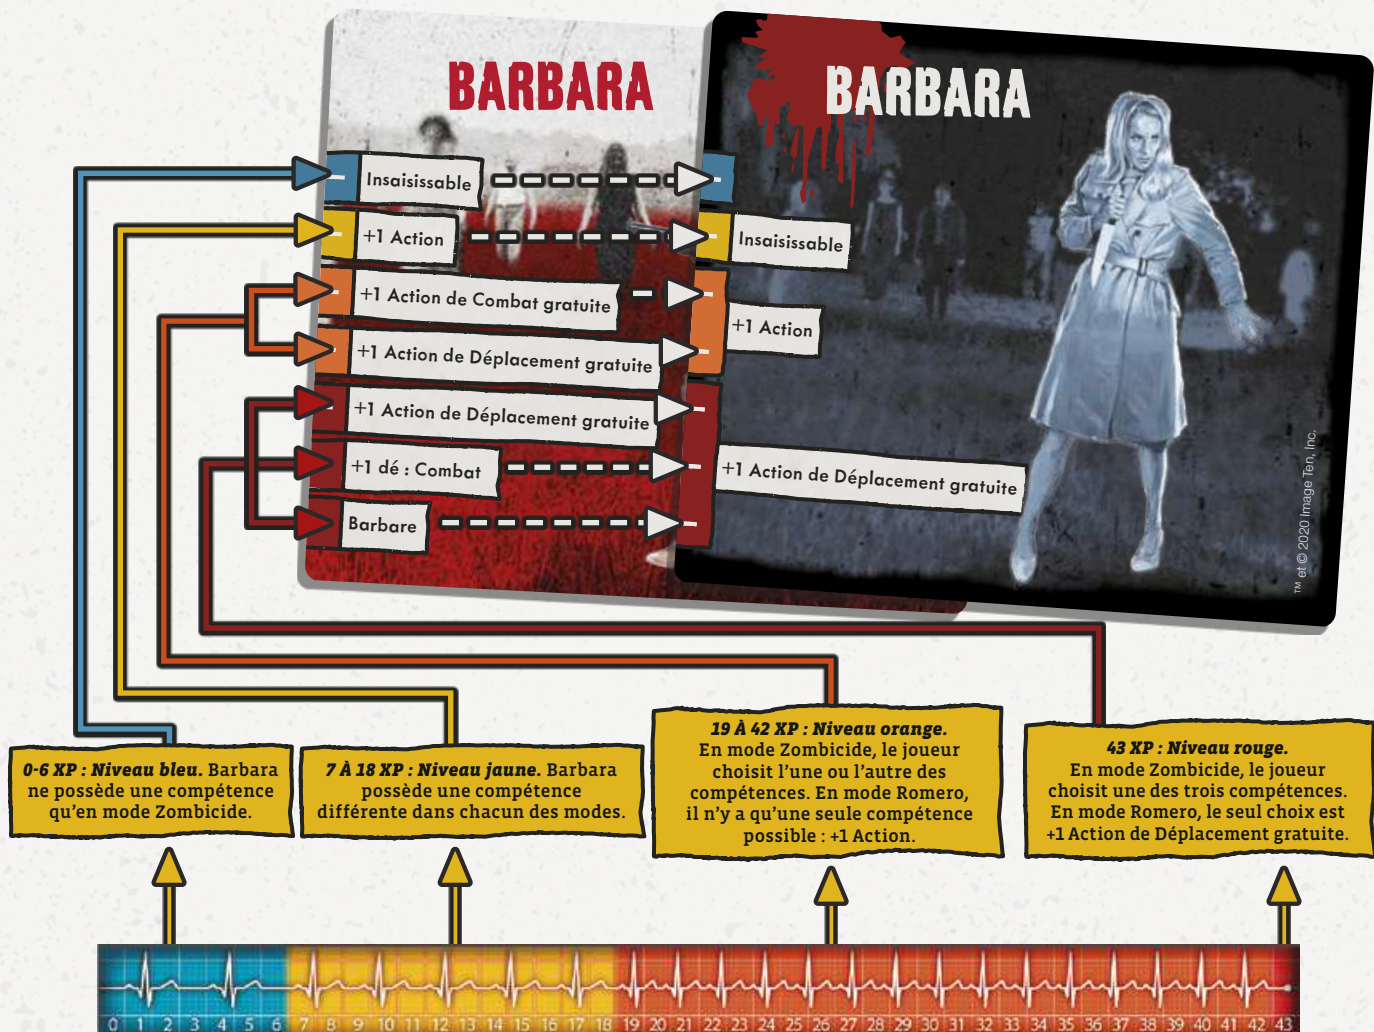 BARBARA
Insaisissable
+1 Action
+1 Action de Combat gratuite
+1 Action de Déplacement gratuite
+1 Action de Déplacement gratuite
+1 dé : Combat
Barbare
BARBARA
Insaisissable
+1 Action
+1 Action de Déplacement gratuite
™ et © 2020 Image Ten, Inc.
0-6 XP : Niveau bleu. Barbara
ne possède une compétence
qu'en mode Zombicide.
7 À 18 XP : Niveau jaune. Barbara
possède une compétence
différente dans chacun des modes.
19 À 42 XP : Niveau orange.
En mode Zombicide, le joueur
choisit l'une ou l'autre des
compétences. En mode Romero,
il n'y a qu'une seule compétence
possible : +1 Action.
43 XP : Niveau rouge.
En mode Zombicide, le joueur
choisit une des trois compétences.
En mode Romero, le seul choix est
+1 Action de Déplacement gratuite.
0 1 2 3 4 5 6 7 8 9 10 11 12 13 14 15 16 17 18 19 20 21 22 23 24 25 26 27 28 29 30 31 32 33 34 35 36 37 38 39 40 41 42 43